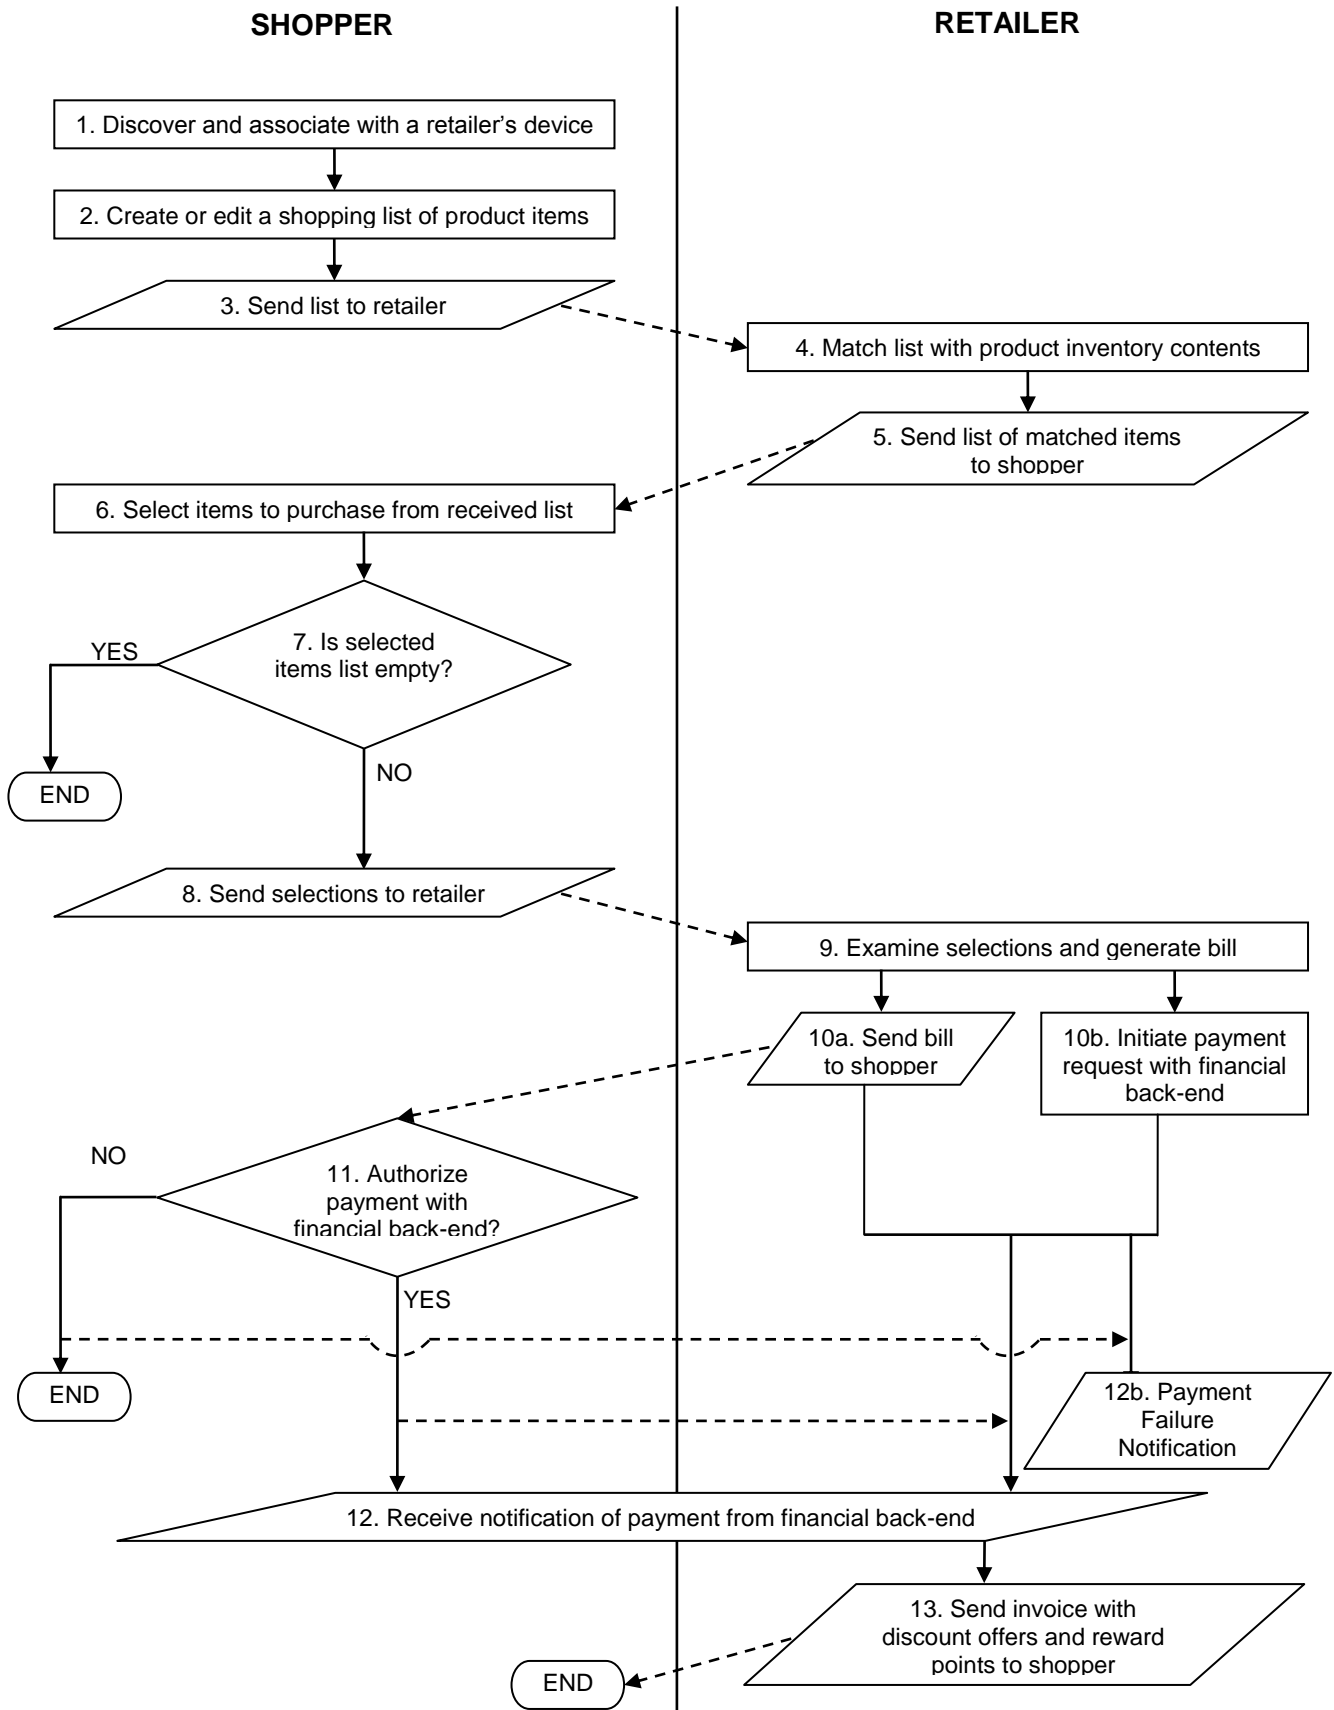 SHOPPER
RETAILER
1. Discover and associate with a retailer’s device
2. Create or edit a shopping list of product items
3. Send list to retailer
4. Match list with product inventory contents
5. Send list of matched items
to shopper
6. Select items to purchase from received list
7. Is selected
items list empty?
YES
NO
END
8. Send selections to retailer
9. Examine selections and generate bill
10a. Send bill
to shopper
10b. Initiate payment
request with financial
back-end
NO
11. Authorize
payment with
financial back-end?
YES
END
12b. Payment
Failure
Notification
12. Receive notification of payment from financial back-end
13. Send invoice with
discount offers and reward
points to shopper
END